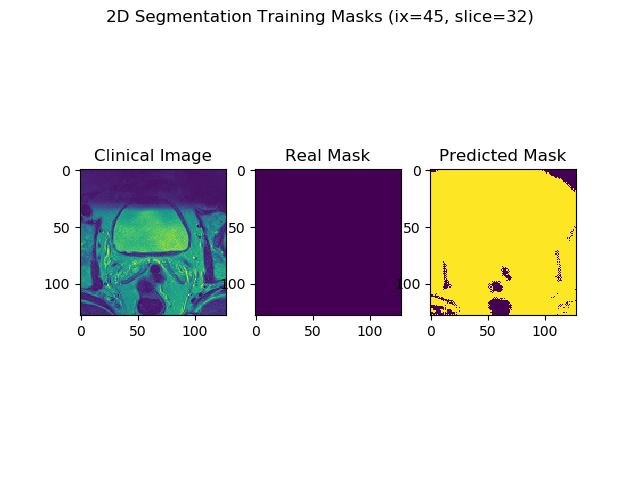 2D Segmentation Training Masks (ix=45, slice=32)
Clinical Image Real Mask Predicted Mask
0 0 0
50 50 50
100 100 100
0 50 100 0 50 100 0 50 100